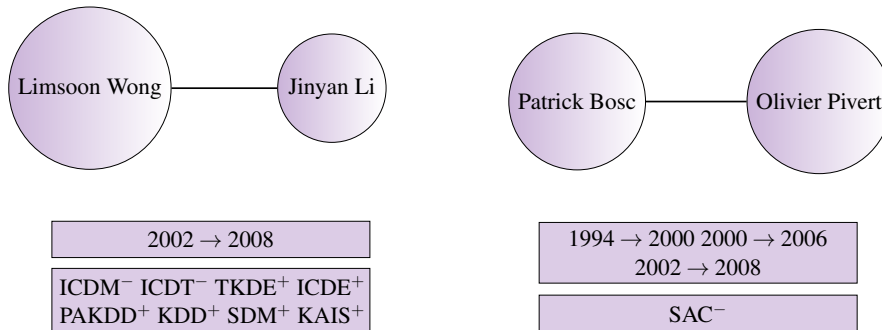 Limsoon Wong
Jinyan Li
2002 → 2008
ICDM⁻ ICDT⁻ TKDE⁺ ICDE⁺
PAKDD⁺ KDD⁺ SDM⁺ KAIS⁺
Patrick Bosc
Olivier Pivert
1994 → 2000 2000 → 2006
2002 → 2008
SAC⁻